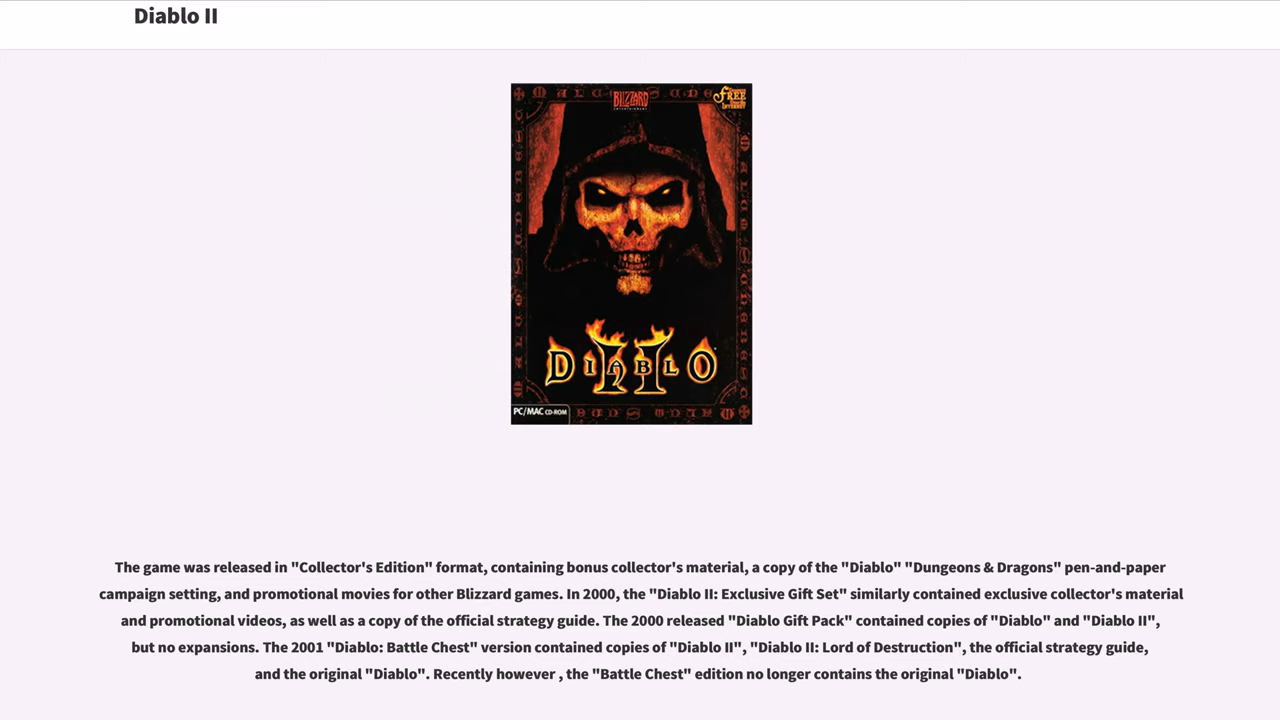 Diablo II
BLIZZARD
ENTERTAINMENT
FREE
DIABLO
II
PC/MAC CD-ROM
The game was released in "Collector's Edition" format, containing bonus collector's material, a copy of the "Diablo" "Dungeons & Dragons" pen-and-paper
campaign setting, and promotional movies for other Blizzard games. In 2000, the "Diablo II: Exclusive Gift Set" similarly contained exclusive collector's material
and promotional videos, as well as a copy of the official strategy guide. The 2000 released "Diablo Gift Pack" contained copies of "Diablo" and "Diablo II",
but no expansions. The 2001 "Diablo: Battle Chest" version contained copies of "Diablo II", "Diablo II: Lord of Destruction", the official strategy guide,
and the original "Diablo". Recently however , the "Battle Chest" edition no longer contains the original "Diablo".